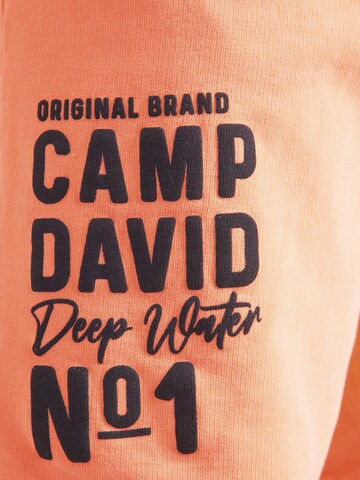 ORIGINAL BRAND
CAMP
DAVID
Deep Water
Nº1